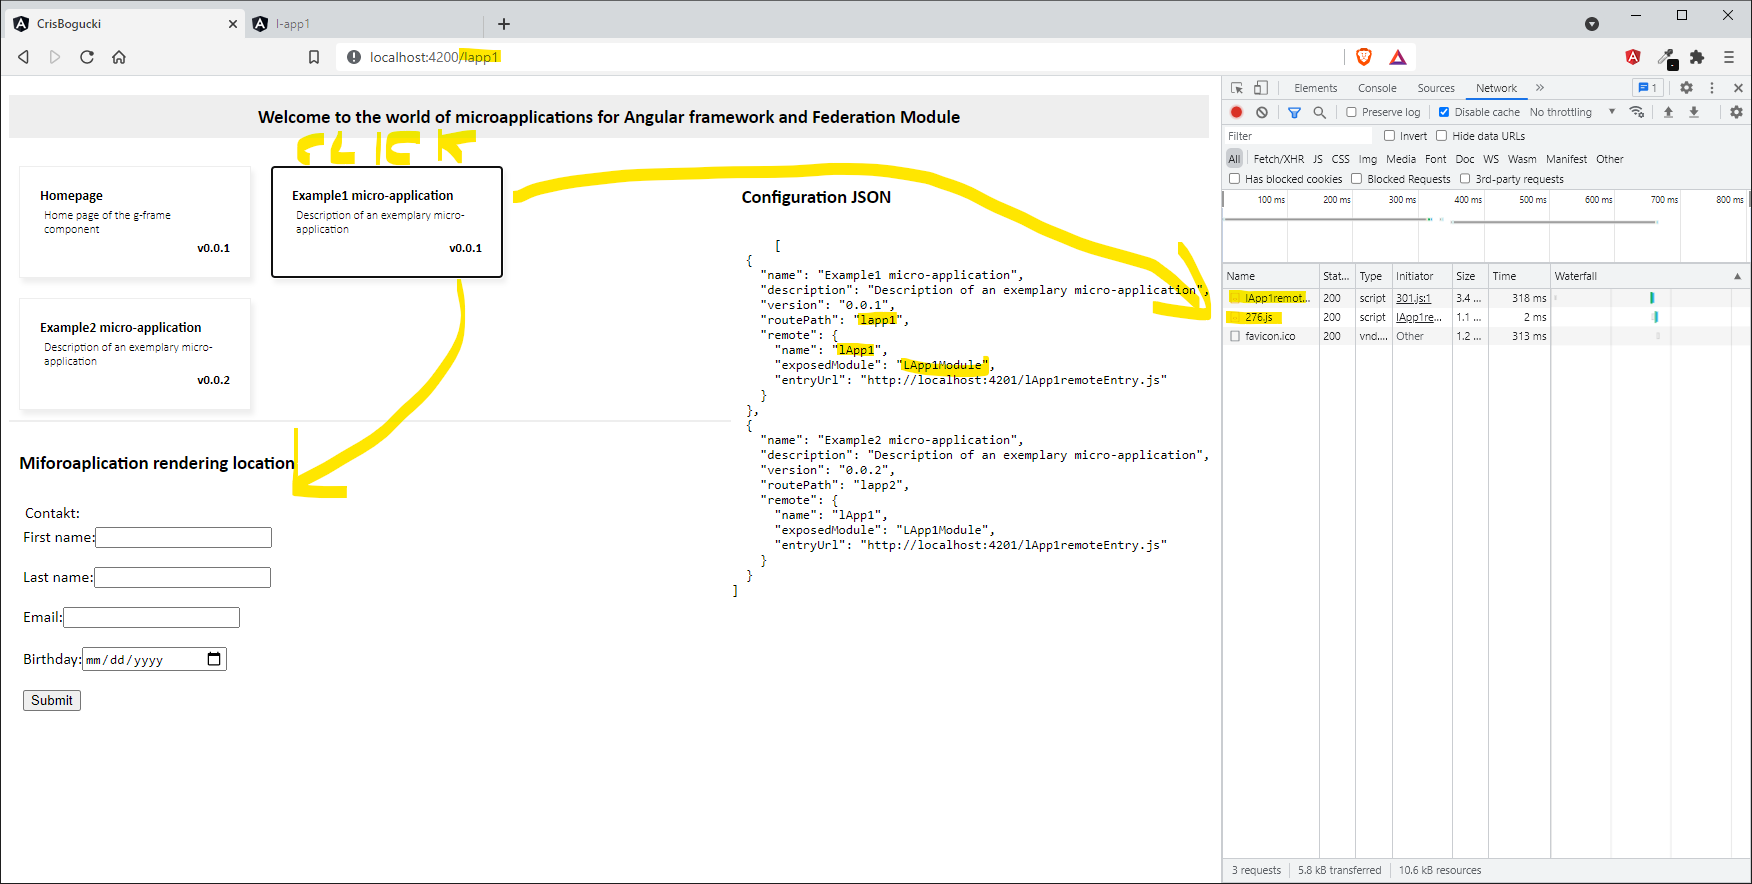 CrisBogucki
l-app1
localhost:4200/lapp1
Welcome to the world of microapplications for Angular framework and Federation Module
CLICK
Homepage
Home page of the g-frame
component
v0.0.1
Example1 micro-application
Description of an exemplary micro-
application
v0.0.1
Example2 micro-application
Description of an exemplary micro-
application
v0.0.2
Miforoaplication rendering location
Contakt:
First name:
Last name:
Email:
Birthday: mm/dd/yyyy
Submit
Configuration JSON
[
{
"name": "Example1 micro-application",
"description": "Description of an exemplary micro-application",
"version": "0.0.1",
"routePath": "lapp1",
"remote": {
"name": "lApp1",
"exposedModule": "LApp1Module",
"entryUrl": "http://localhost:4201/lApp1remoteEntry.js"
}
},
{
"name": "Example2 micro-application",
"description": "Description of an exemplary micro-application",
"version": "0.0.2",
"routePath": "lapp2",
"remote": {
"name": "lApp1",
"exposedModule": "LApp1Module",
"entryUrl": "http://localhost:4201/lApp1remoteEntry.js"
}
}
]
Elements Console Sources Network » 1
Preserve log Disable cache No throttling
Filter Invert Hide data URLs
All Fetch/XHR JS CSS Img Media Font Doc WS Wasm Manifest Other
Has blocked cookies Blocked Requests 3rd-party requests
100 ms 200 ms 300 ms 400 ms 500 ms 600 ms 700 ms 800 ms
Name Stat... Type Initiator Size Time Waterfall
lApp1remot... 200 script 301.js:1 3.4 ... 318 ms
276.js 200 script lApp1re... 1.1 ... 2 ms
favicon.ico 200 vnd.... Other 1.2 ... 313 ms
3 requests 5.8 kB transferred 10.6 kB resources